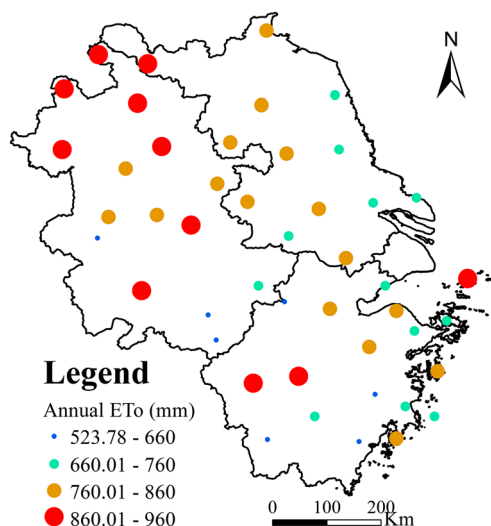 N
Legend
Annual ETo (mm)
523.78 - 660
660.01 - 760
760.01 - 860
860.01 - 960
0 100 200
Km